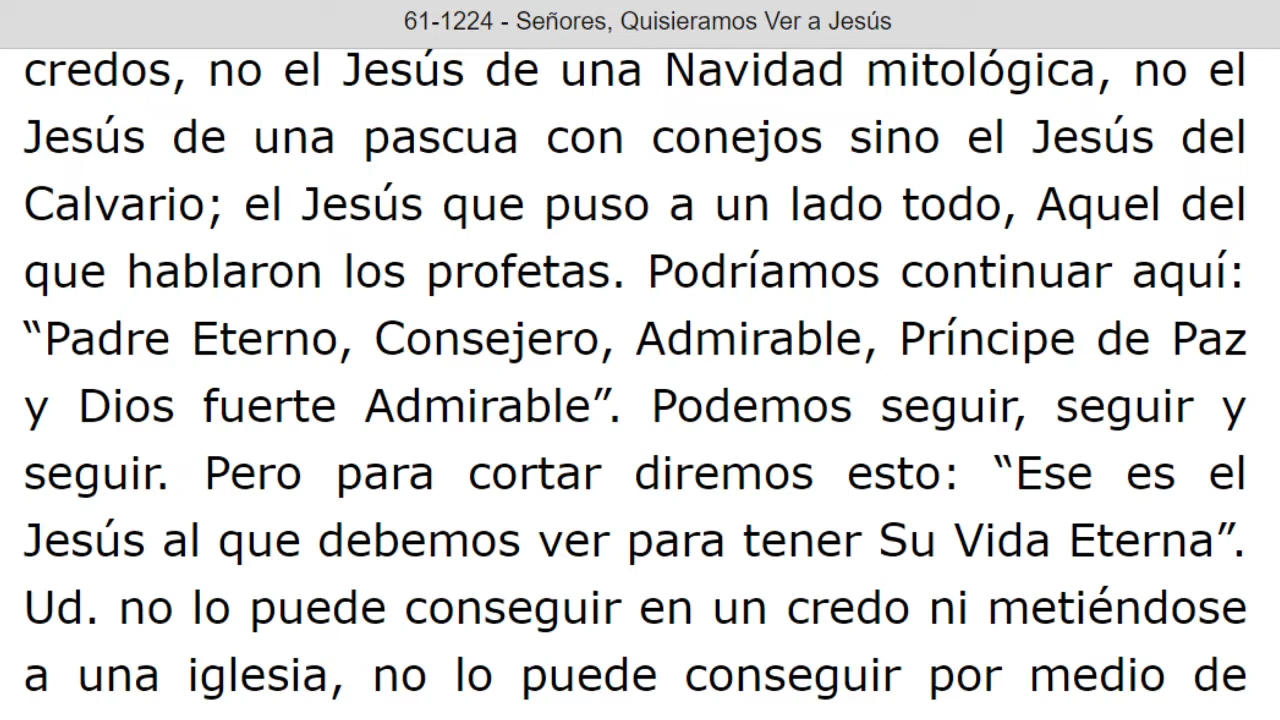 61-1224 - Señores, Quisieramos Ver a Jesús
credos, no el Jesús de una Navidad mitológica, no el
Jesús de una pascua con conejos sino el Jesús del
Calvario; el Jesús que puso a un lado todo, Aquel del
que hablaron los profetas. Podríamos continuar aquí:
“Padre Eterno, Consejero, Admirable, Príncipe de Paz
y Dios fuerte Admirable”. Podemos seguir, seguir y
seguir. Pero para cortar diremos esto: “Ese es el
Jesús al que debemos ver para tener Su Vida Eterna”.
Ud. no lo puede conseguir en un credo ni metiéndose
a una iglesia, no lo puede conseguir por medio de